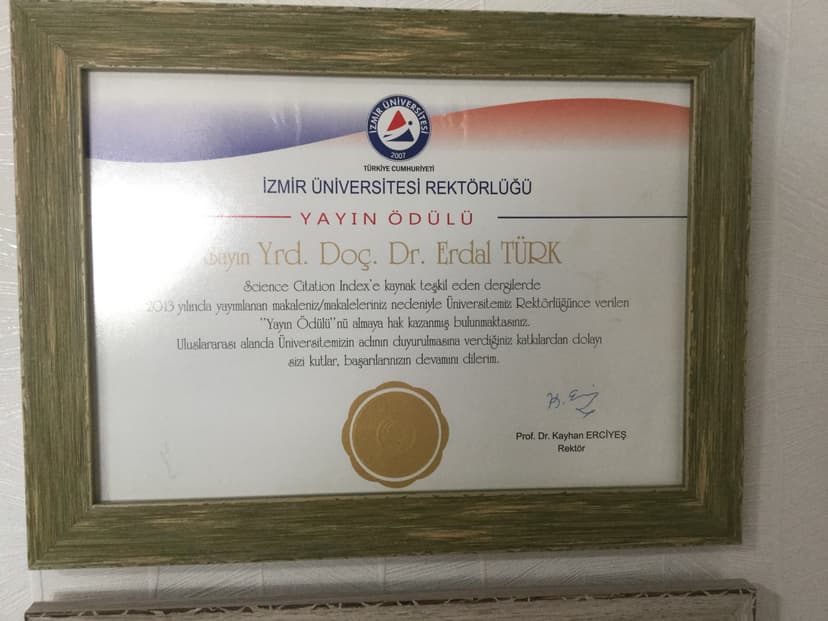 İZMİR ÜNİVERSİTESİ
2007
TÜRKİYE CUMHURİYETİ
İZMİR ÜNİVERSİTESİ REKTÖRLÜĞÜ
YAYIN ÖDÜLÜ
Sayın Yrd. Doç. Dr. Erdal TÜRK
Science Citation Index'e kaynak teşkil eden dergilerde
2013 yılında yayımlanan makaleniz/makaleleriniz nedeniyle Üniversitemiz Rektörlüğünce verilen
"Yayın Ödülü"nü almaya hak kazanmış bulunmaktasınız.
Uluslararası alanda Üniversitemizin adının duyurulmasına verdiğiniz katkılardan dolayı
sizi kutlar, başarılarınızın devamını dilerim.
Prof. Dr. Kayhan ERCİYEŞ
Rektör